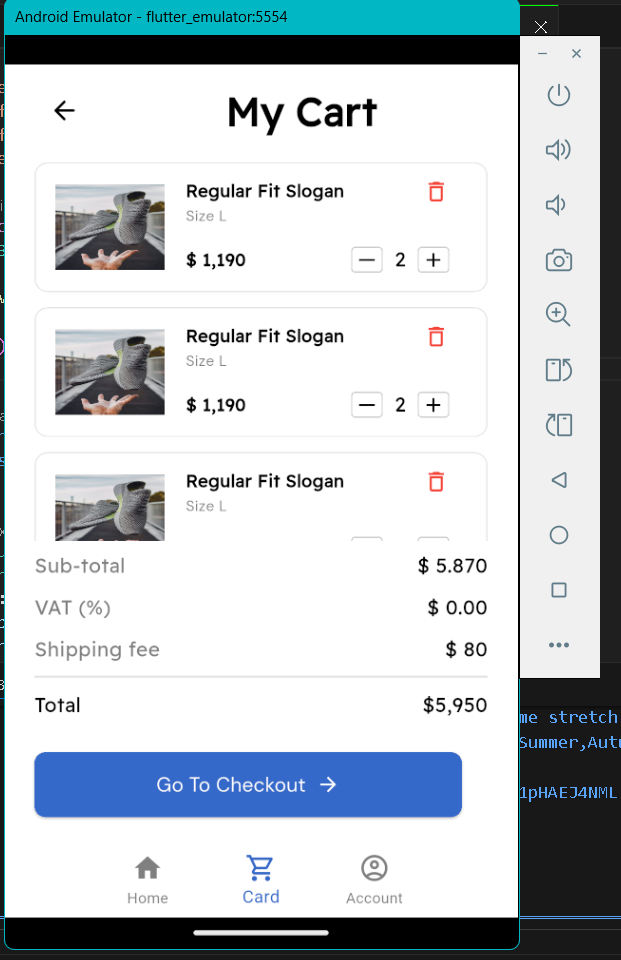 Android Emulator - flutter_emulator:5554
My Cart
Regular Fit Slogan
Size L
$ 1,190
2
Regular Fit Slogan
Size L
$ 1,190
2
Regular Fit Slogan
Size L
Sub-total $ 5.870
VAT (%) $ 0.00
Shipping fee $ 80
Total $5,950
me stretch
Summer,Autu
Go To Checkout →
1pHAEJ4NML
Home Card Account